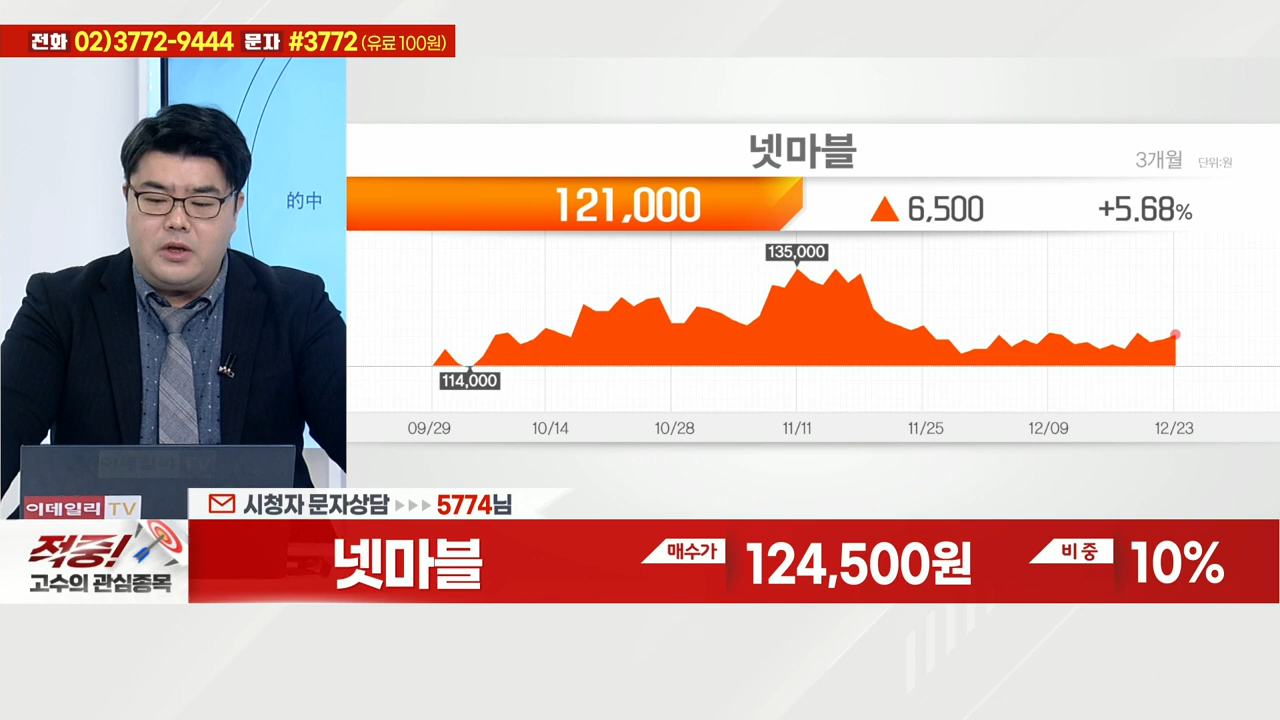 전화 02)3772-9444 문자 #3772 (유료 100원)
的中
넷마블
3개월 단위:원
121,000 ▲ 6,500 +5.68%
135,000
114,000
09/29 10/14 10/28 11/11 11/25 12/09 12/23
이데일리 TV
시청자 문자상담 ▶▶▶ 5774님
적중!
고수의 관심종목
넷마블 매수가 124,500원 비중 10%